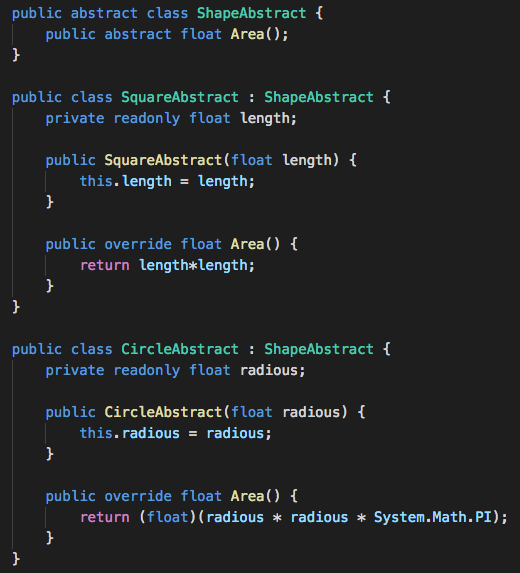 public abstract class ShapeAbstract {
    public abstract float Area();
}
public class SquareAbstract : ShapeAbstract {
    private readonly float length;
    public SquareAbstract(float length) {
        this.length = length;
    }
    public override float Area() {
        return length*length;
    }
}
public class CircleAbstract : ShapeAbstract {
    private readonly float radious;
    public CircleAbstract(float radious) {
        this.radious = radious;
    }
    public override float Area() {
        return (float)(radious * radious * System.Math.PI);
    }
}